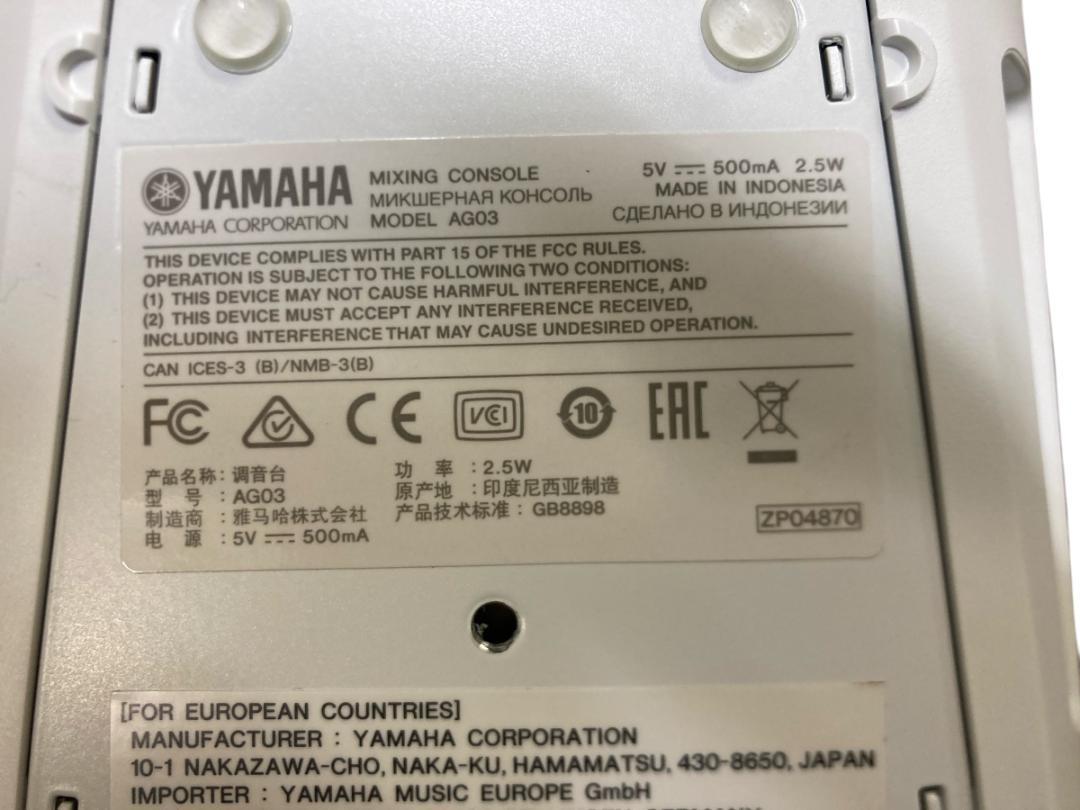 YAMAHA
YAMAHA CORPORATION
MIXING CONSOLE
МИКШЕРНАЯ КОНСОЛЬ
MODEL AG03
5V ⎓ 500mA 2.5W
MADE IN INDONESIA
СДЕЛАНО В ИНДОНЕЗИИ
THIS DEVICE COMPLIES WITH PART 15 OF THE FCC RULES.
OPERATION IS SUBJECT TO THE FOLLOWING TWO CONDITIONS:
(1) THIS DEVICE MAY NOT CAUSE HARMFUL INTERFERENCE, AND
(2) THIS DEVICE MUST ACCEPT ANY INTERFERENCE RECEIVED,
INCLUDING INTERFERENCE THAT MAY CAUSE UNDESIRED OPERATION.
CAN ICES-3 (B)/NMB-3(B)
FC CE VCI 10 EAC
产品名称：调音台
型 号：AG03
制造商：雅马哈株式会社
电 源：5V ⎓ 500mA
功 率：2.5W
原产地：印度尼西亚制造
产品技术标准：GB8898
ZP04870
[FOR EUROPEAN COUNTRIES]
MANUFACTURER : YAMAHA CORPORATION
10-1 NAKAZAWA-CHO, NAKA-KU, HAMAMATSU, 430-8650, JAPAN
IMPORTER : YAMAHA MUSIC EUROPE GmbH